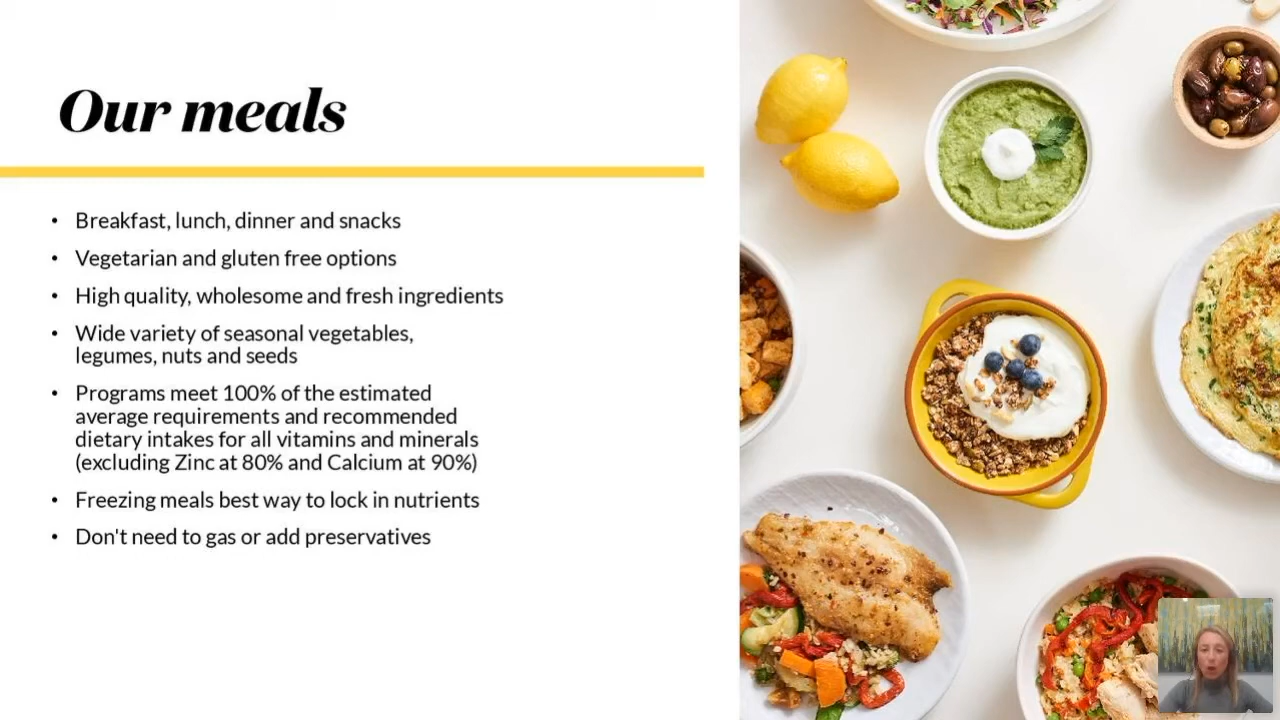 Our meals
• Breakfast, lunch, dinner and snacks
• Vegetarian and gluten free options
• High quality, wholesome and fresh ingredients
• Wide variety of seasonal vegetables,
legumes, nuts and seeds
• Programs meet 100% of the estimated
average requirements and recommended
dietary intakes for all vitamins and minerals
(excluding Zinc at 80% and Calcium at 90%)
• Freezing meals best way to lock in nutrients
• Don't need to gas or add preservatives